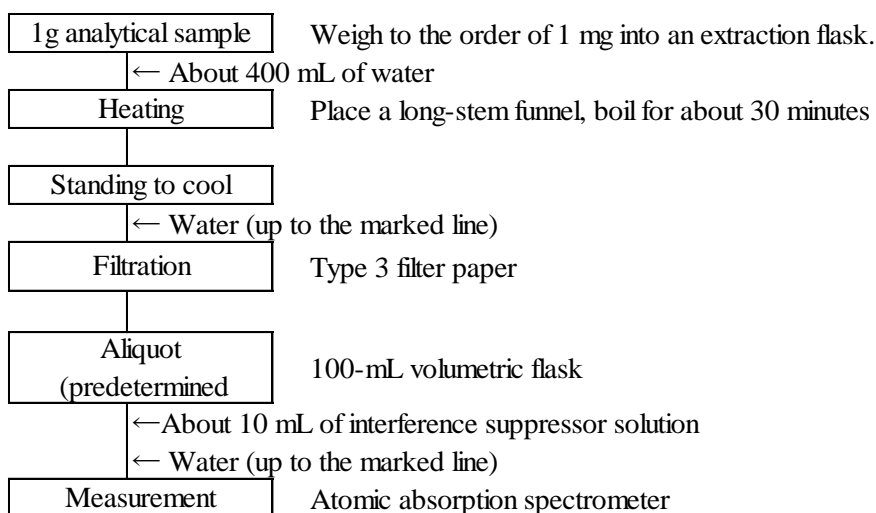 1g analytical sample Weigh to the order of 1 mg into an extraction flask.
← About 400 mL of water
Heating Place a long-stem funnel, boil for about 30 minutes
Standing to cool
← Water (up to the marked line)
Filtration Type 3 filter paper
Aliquot
(predetermined
100-mL volumetric flask
←About 10 mL of interference suppressor solution
← Water (up to the marked line)
Measurement Atomic absorption spectrometer